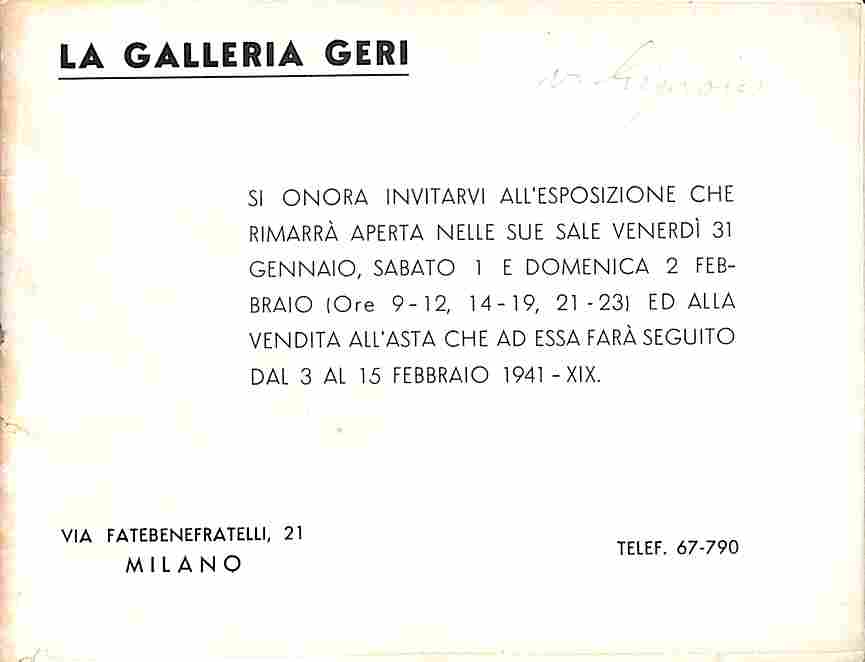 LA GALLERIA GERI
SI ONORA INVITARVI ALL'ESPOSIZIONE CHE
RIMARRÀ APERTA NELLE SUE SALE VENERDÌ 31
GENNAIO, SABATO 1 E DOMENICA 2 FEB-
BRAIO (Ore 9-12, 14-19, 21-23) ED ALLA
VENDITA ALL'ASTA CHE AD ESSA FARÀ SEGUITO
DAL 3 AL 15 FEBBRAIO 1941 - XIX.
VIA FATEBENEFRATELLI, 21
MILANO
TELEF. 67-790